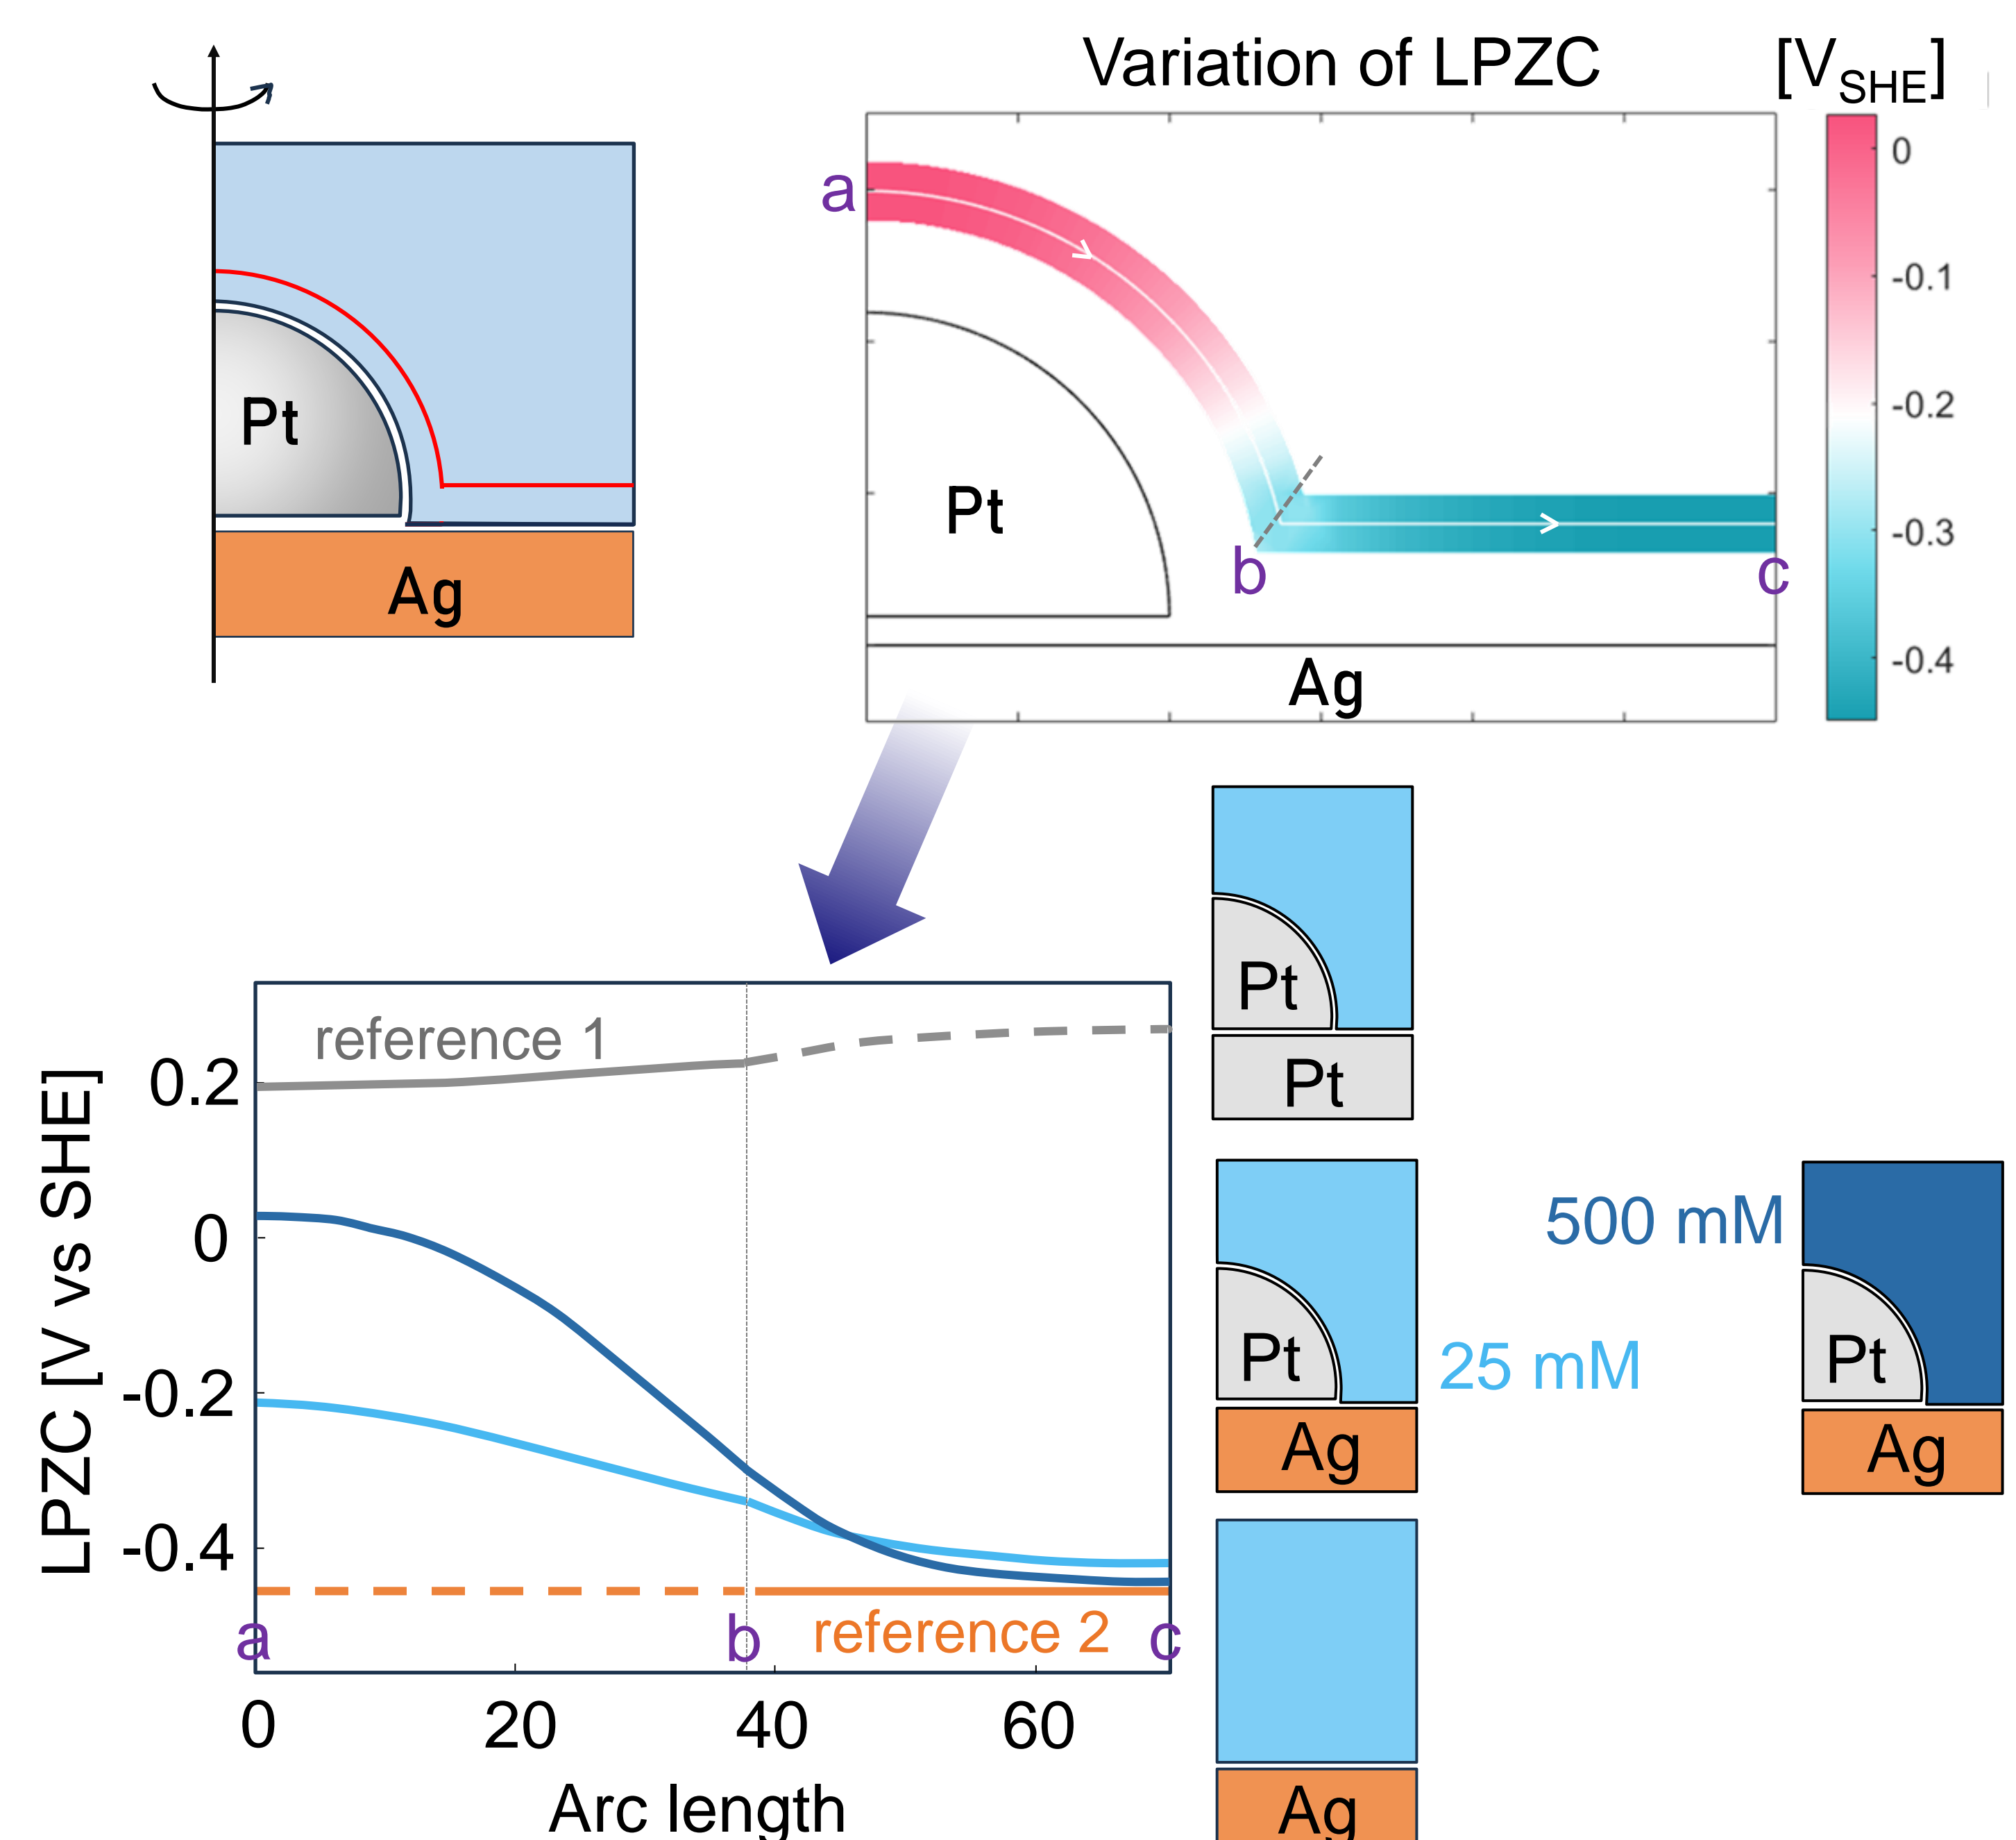 Variation of LPZC [V_SHE]
0
-0.1
-0.2
-0.3
-0.4
a
b
c
Pt
Ag
Pt
Ag
LPZC [V vs SHE]
0.2
0
-0.2
-0.4
reference 1
reference 2
a
b
c
0 20 40 60
Arc length
Pt
Pt
Pt
Ag
25 mM
500 mM
Pt
Ag
Ag